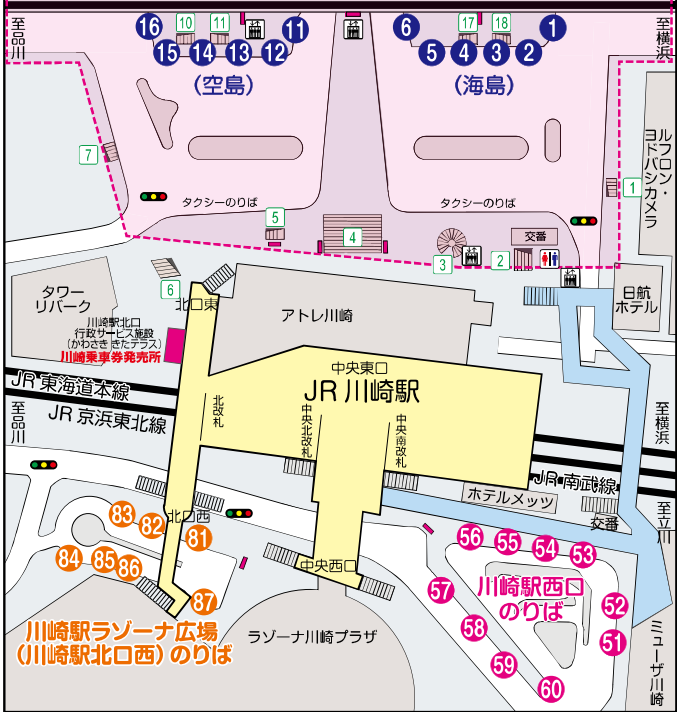 至品川
16
10
11
15
14
13
12
11
(空島)
6
17
18
1
5
4
3
2
(海島)
至横浜
ルフロン・
ヨドバシカメラ
7
タクシーのりば
タクシーのりば
1
5
4
3
2
交番
6
タワー
リバーク
北口東
アトレ川崎
日航
ホテル
川崎駅北口
行政サービス施設
(かわさき きたテラス)
川崎乗車券発売所
中央東口
JR 川崎駅
JR 東海道本線
JR 京浜東北線
至品川
北改札
中央北改札
中央南改札
至横浜
JR 南武線
ホテルメッツ
交番
至立川
北口西
83
82
81
84
85
86
87
中央西口
56
55
54
53
57
川崎駅西口
のりば
52
58
51
59
60
川崎駅ラゾーナ広場
(川崎駅北口西)のりば
ラゾーナ川崎プラザ
ミューザ川崎